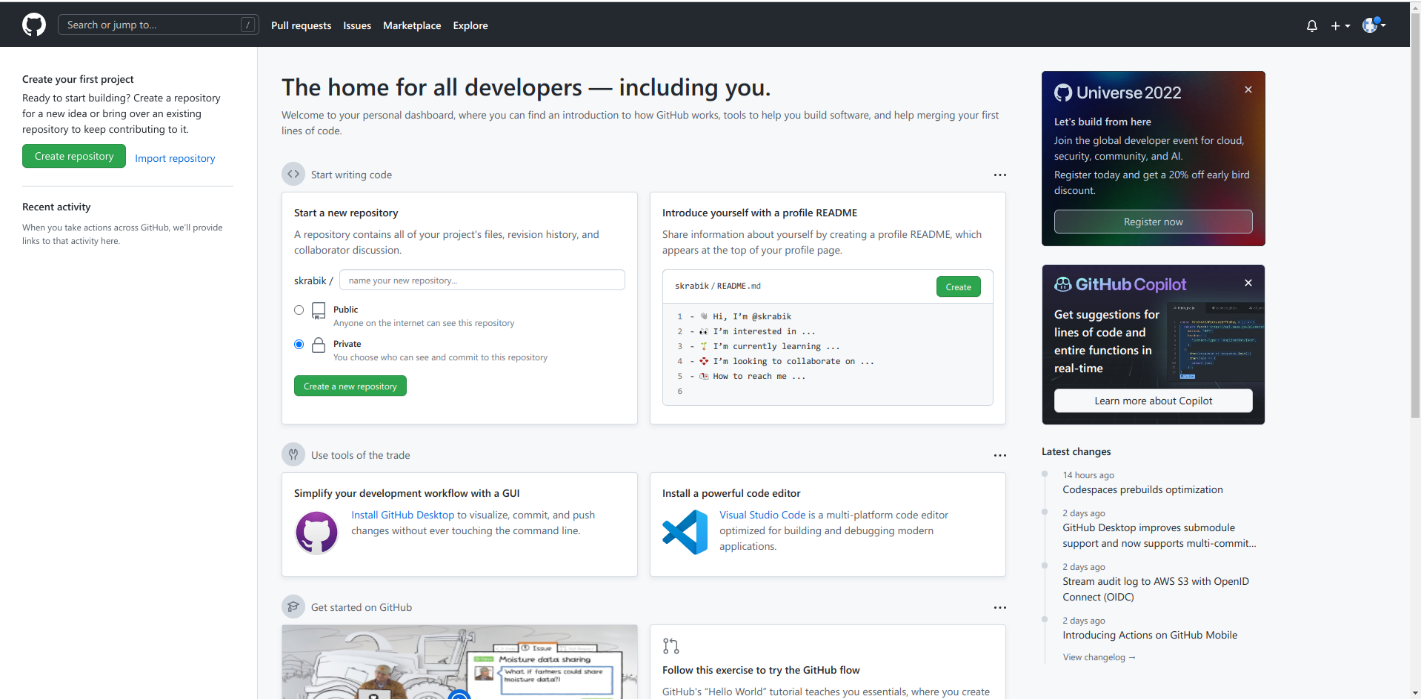 Search or jump to...
/
Pull requests
Issues
Marketplace
Explore
Create your first project
Ready to start building? Create a repository
for a new idea or bring over an existing
repository to keep contributing to it.
Create repository
Import repository
Recent activity
When you take actions across GitHub, we'll provide
links to that activity here.
The home for all developers — including you.
Welcome to your personal dashboard, where you can find an introduction to how GitHub works, tools to help you build software, and help merging your first
lines of code.
Start writing code
Start a new repository
A repository contains all of your project's files, revision history, and
collaborator discussion.
skrabik /
name your new repository...
Public
Anyone on the internet can see this repository
Private
You choose who can see and commit to this repository
Create a new repository
Introduce yourself with a profile README
Share information about yourself by creating a profile README, which
appears at the top of your profile page.
skrabik / README.md
Create
1 - 👋 Hi, I'm @skrabik
2 - 👀 I'm interested in ...
3 - 🌱 I'm currently learning ...
4 - 💞️ I'm looking to collaborate on ...
5 - 📫 How to reach me ...
6
Use tools of the trade
Simplify your development workflow with a GUI
Install GitHub Desktop to visualize, commit, and push
changes without ever touching the command line.
Install a powerful code editor
Visual Studio Code is a multi-platform code editor
optimized for building and debugging modern
applications.
Get started on GitHub
Issue
Moisture data sharing
What if farmers could share
moisture data?!
Follow this exercise to try the GitHub flow
GitHub's "Hello World" tutorial teaches you essentials, where you create
Universe 2022
Let's build from here
Join the global developer event for cloud,
security, community, and AI.
Register today and get a 20% off early bird
discount.
Register now
GitHub Copilot
Get suggestions for
lines of code and
entire functions in
real-time
Learn more about Copilot
Latest changes
14 hours ago
Codespaces prebuilds optimization
2 days ago
GitHub Desktop improves submodule
support and now supports multi-commit...
2 days ago
Stream audit log to AWS S3 with OpenID
Connect (OIDC)
2 days ago
Introducing Actions on GitHub Mobile
View changelog →